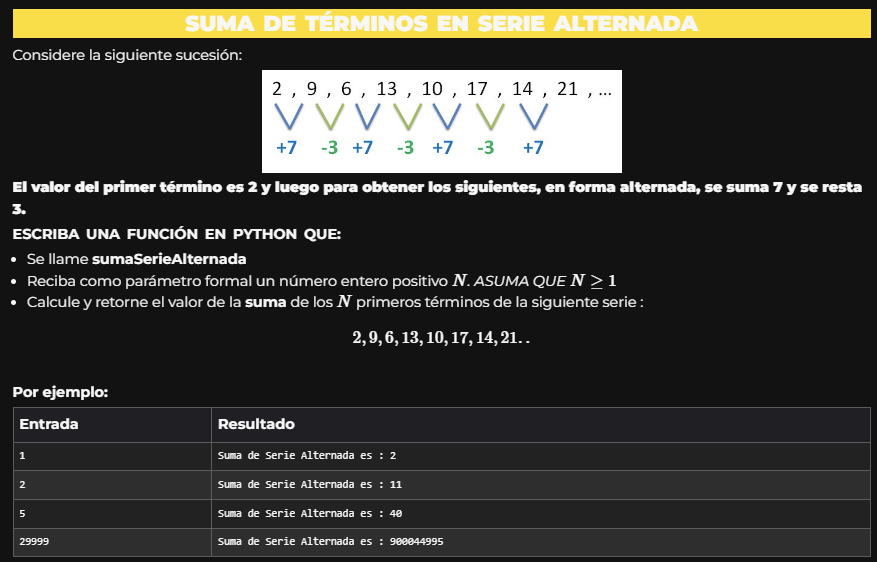 SUMA DE TÉRMINOS EN SERIE ALTERNADA
Considere la siguiente sucesión:
2 , 9 , 6 , 13 , 10 , 17 , 14 , 21 , ...
+7 -3 +7 -3 +7 -3 +7
El valor del primer término es 2 y luego para obtener los siguientes, en forma alternada, se suma 7 y se resta
3.
ESCRIBA UNA FUNCIÓN EN PYTHON QUE:
• Se llame sumaSerieAlternada
• Reciba como parámetro formal un número entero positivo N. ASUMA QUE N ≥ 1
• Calcule y retorne el valor de la suma de los N primeros términos de la siguiente serie :
2, 9, 6, 13, 10, 17, 14, 21. .
Por ejemplo:
Entrada Resultado
1 Suma de Serie Alternada es : 2
2 Suma de Serie Alternada es : 11
5 Suma de Serie Alternada es : 40
29999 Suma de Serie Alternada es : 900044995